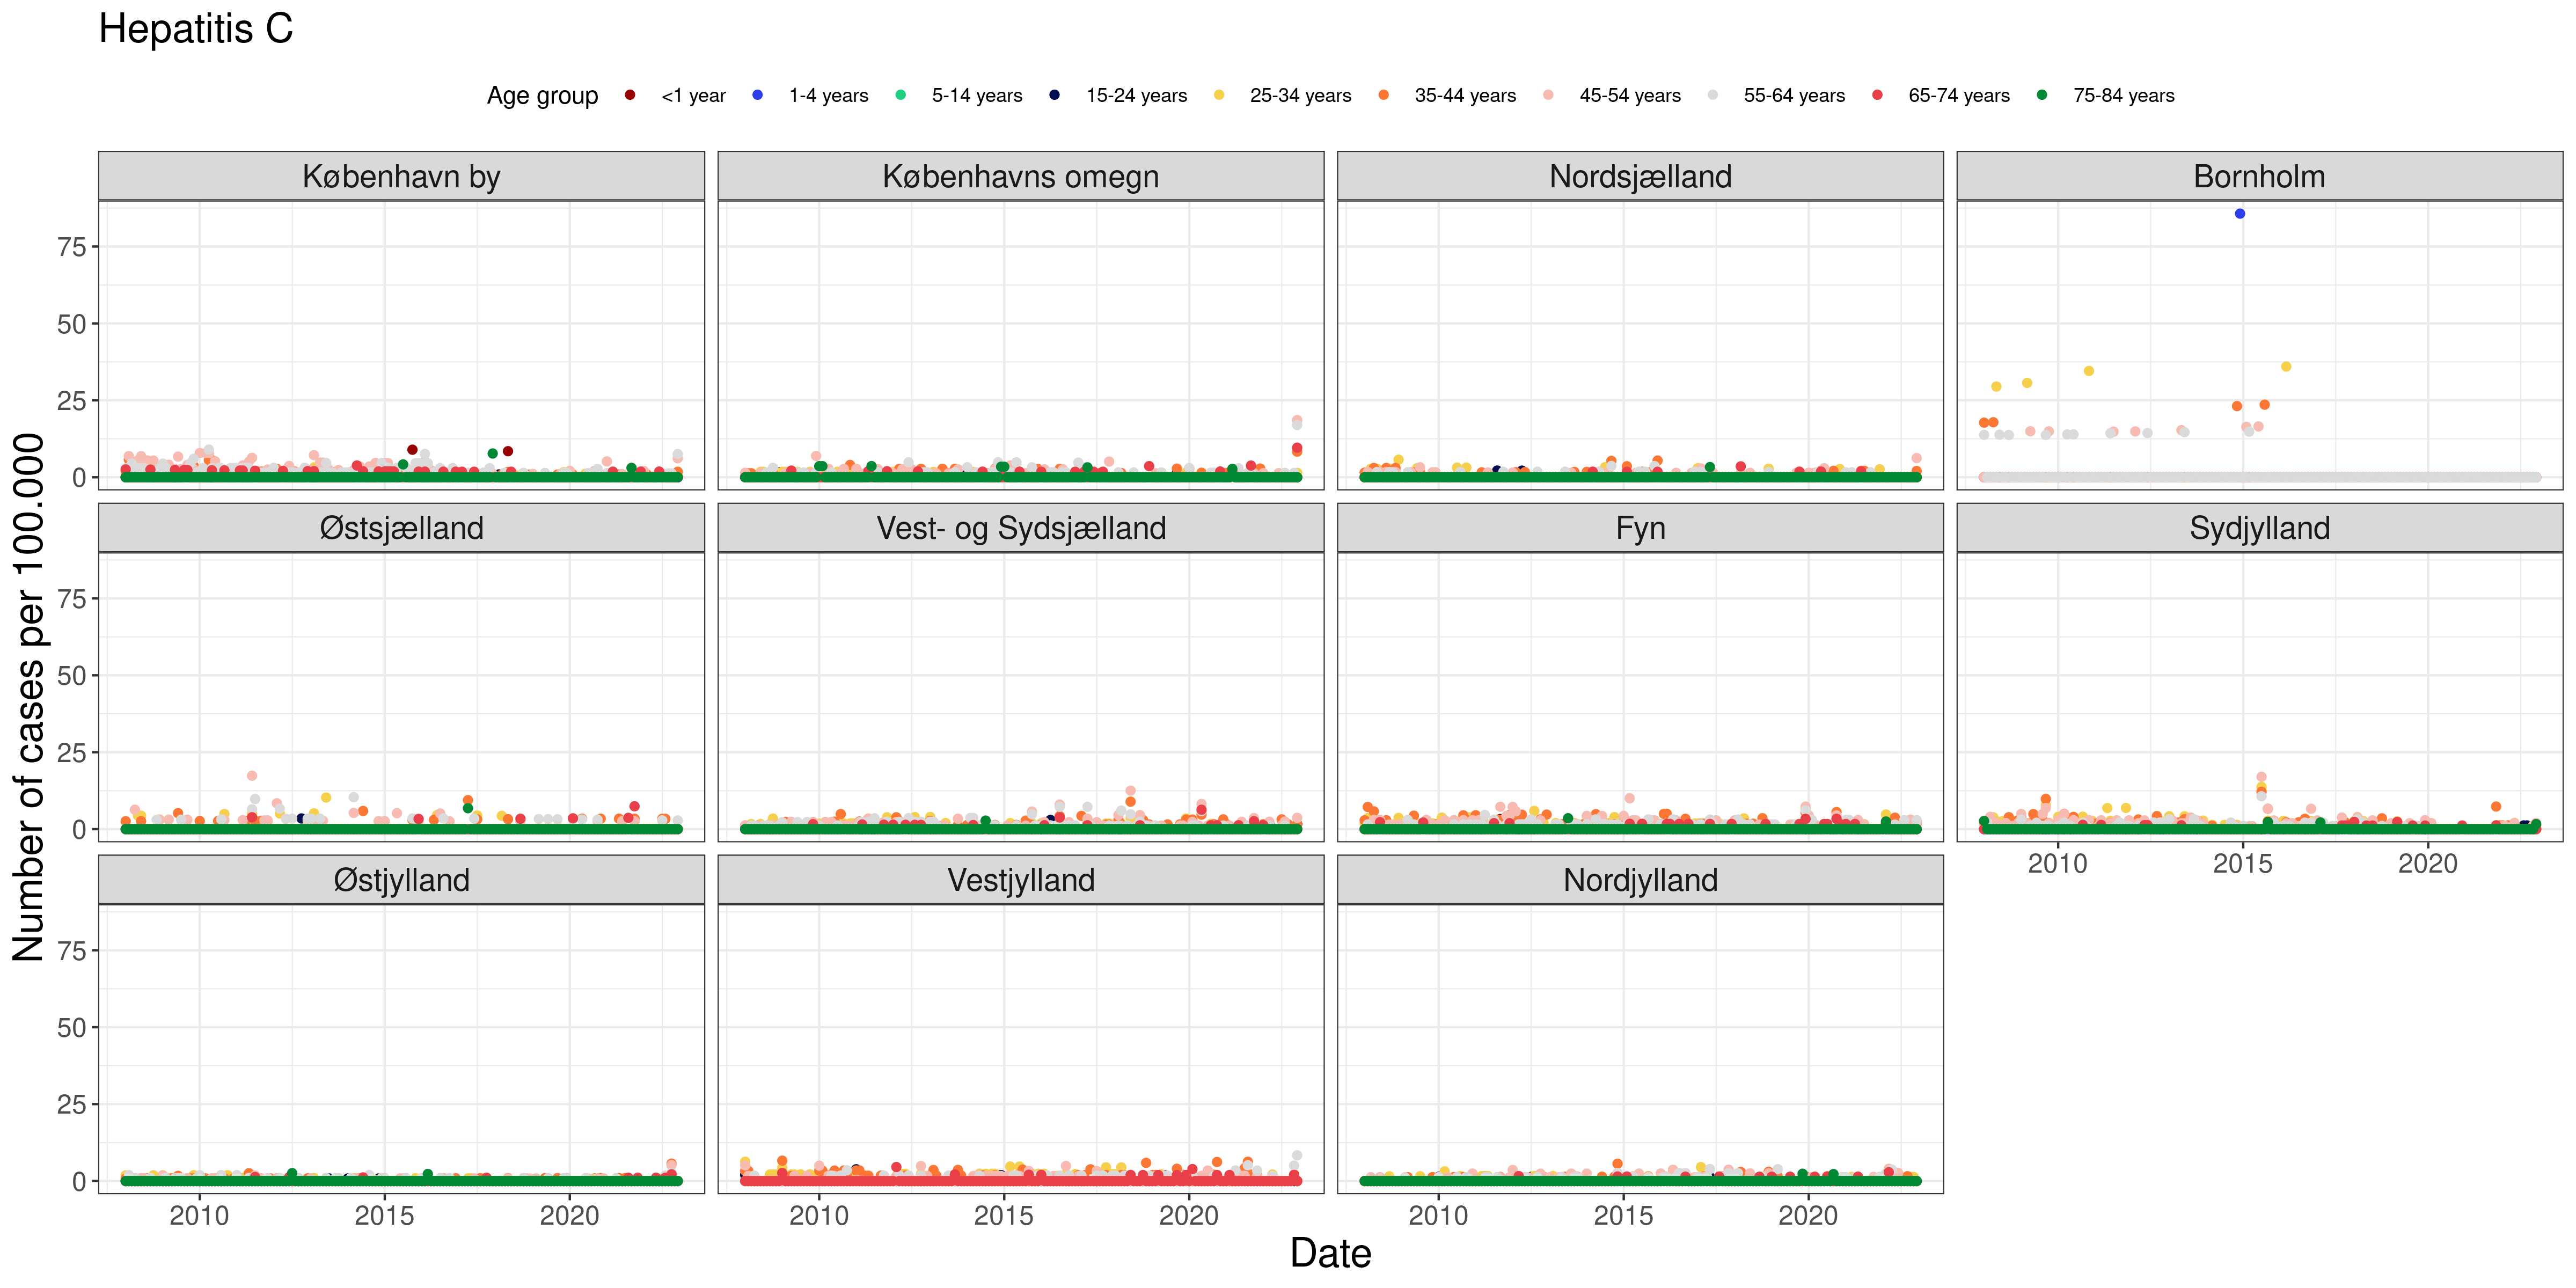 Hepatitis C
Age group <1 year 1-4 years 5-14 years 15-24 years 25-34 years 35-44 years 45-54 years 55-64 years 65-74 years 75-84 years
København by Københavns omegn Nordsjælland Bornholm
75
50
25
0
Østsjælland Vest- og Sydsjælland Fyn Sydjylland
75
50
25
0
2010 2015 2020
Østjylland Vestjylland Nordjylland
75
50
25
0
2010 2015 2020 2010 2015 2020 2010 2015 2020
Number of cases per 100.000
Date